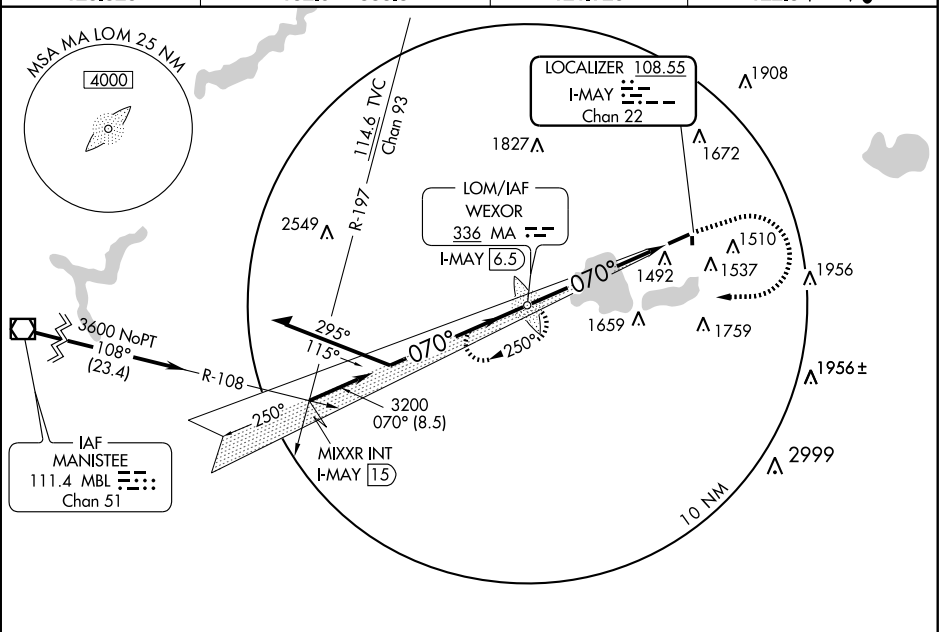 MSA MA LOM 25 NM
4000
114.6 TVC
Chan 93
R-197
LOCALIZER 108.55
I-MAY
Chan 22
1908
1827
1672
2549
LOM/IAF
WEXOR
336 MA
I-MAY 6.5
1510
1492
1537
1956
1659
1759
1956±
2999
3600 NoPT
108°
(23.4)
R-108
295°
115°
070°
070°
250°
250°
3200
070° (8.5)
MIXXR INT
I-MAY 15
IAF
MANISTEE
111.4 MBL
Chan 51
10 NM